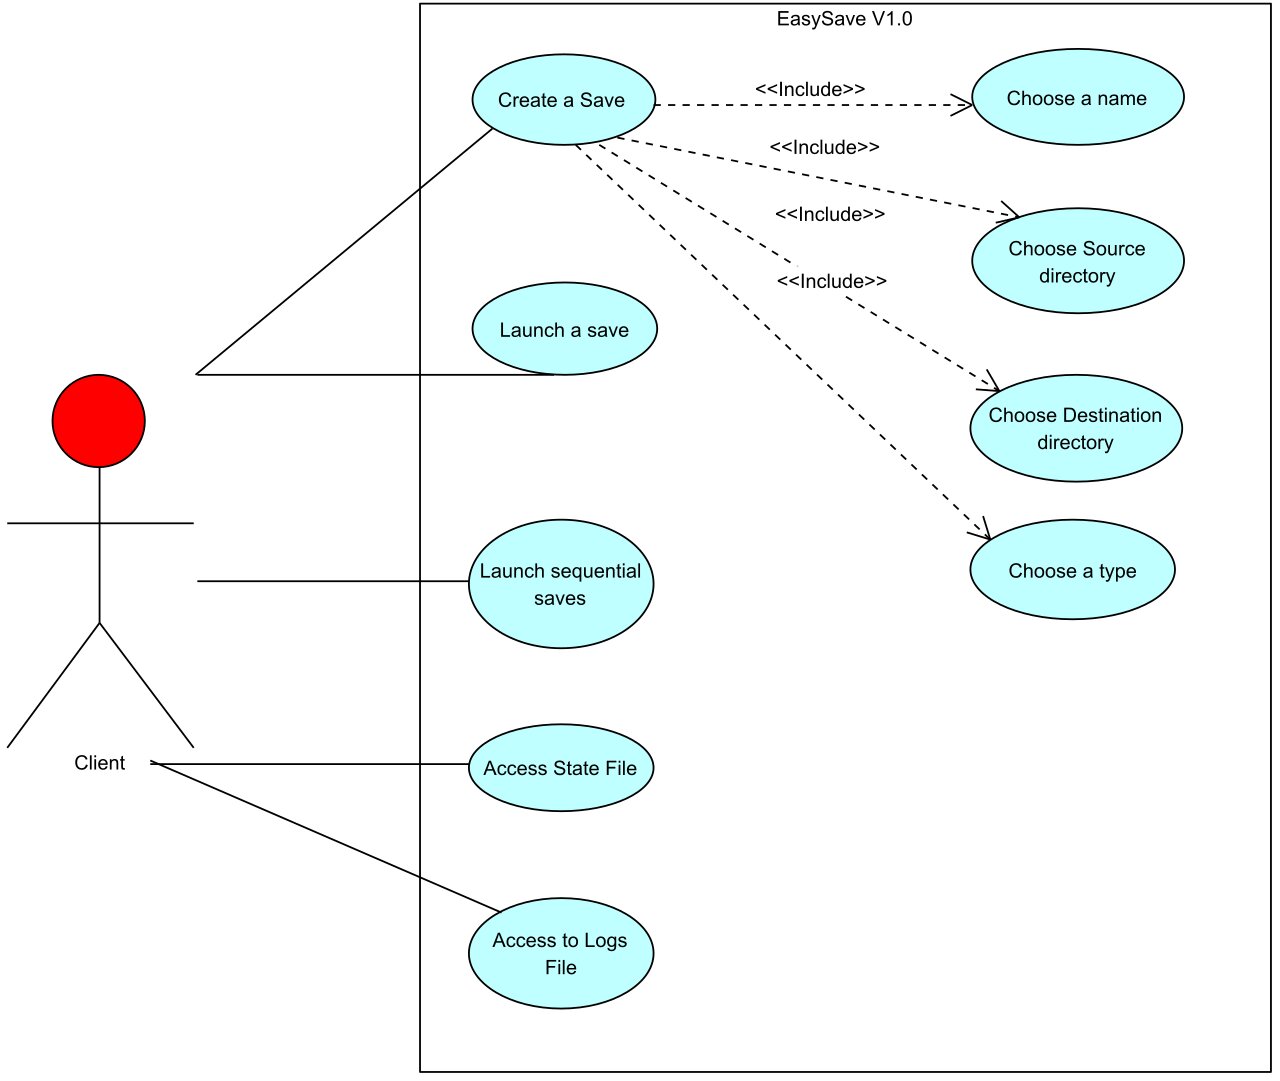 EasySave V1.0
Create a Save
<<Include>>
Choose a name
<<Include>>
<<Include>>
Choose Source
directory
<<Include>>
Launch a save
Choose Destination
directory
Launch sequential
saves
Choose a type
Client
Access State File
Access to Logs
File